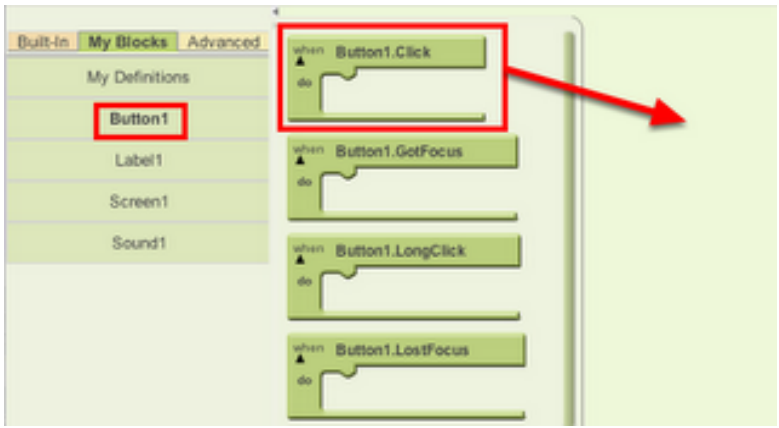 Built-In My Blocks Advanced
My Definitions
Button1
Label1
Screen1
Sound1
when Button1.Click
do
when Button1.GotFocus
do
when Button1.LongClick
do
when Button1.LostFocus
do